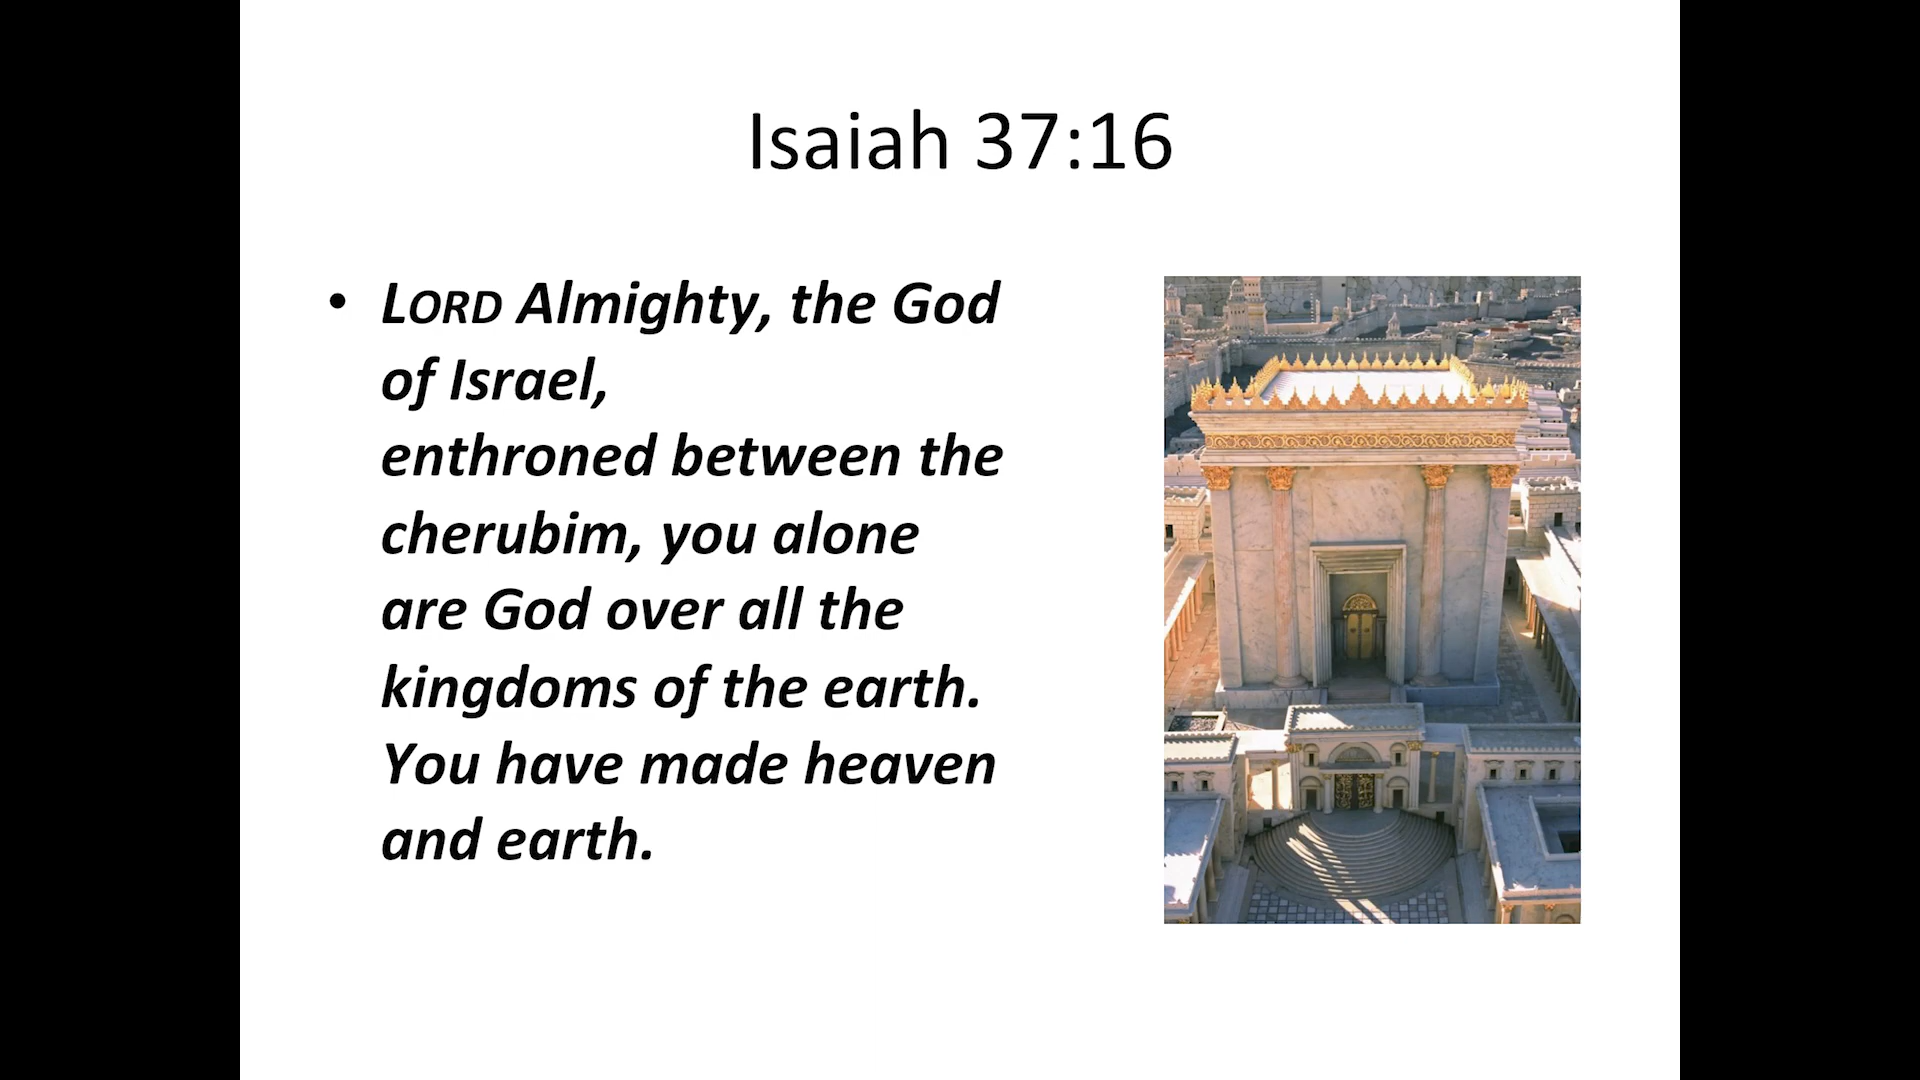 Isaiah 37:16
• LORD Almighty, the God
of Israel,
enthroned between the
cherubim, you alone
are God over all the
kingdoms of the earth.
You have made heaven
and earth.